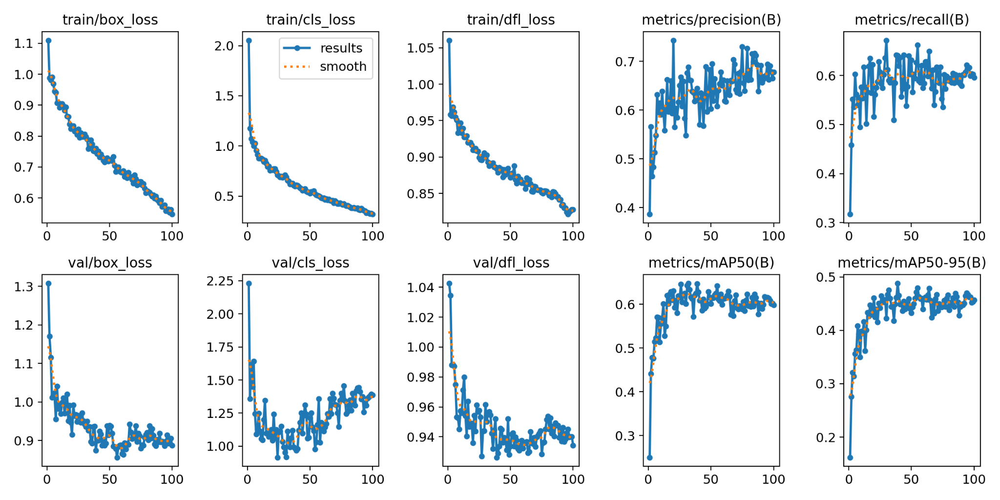 train/box_loss
1.1
1.0
0.9
0.8
0.7
0.6
0 50 100
train/cls_loss
results
smooth
2.0
1.5
1.0
0.5
0 50 100
train/dfl_loss
1.05
1.00
0.95
0.90
0.85
0 50 100
metrics/precision(B)
0.7
0.6
0.5
0.4
0 50 100
metrics/recall(B)
0.6
0.5
0.4
0.3
0 50 100
val/box_loss
1.3
1.2
1.1
1.0
0.9
0 50 100
val/cls_loss
2.25
2.00
1.75
1.50
1.25
1.00
0 50 100
val/dfl_loss
1.04
1.02
1.00
0.98
0.96
0.94
0 50 100
metrics/mAP50(B)
0.6
0.5
0.4
0.3
0 50 100
metrics/mAP50-95(B)
0.5
0.4
0.3
0.2
0 50 100